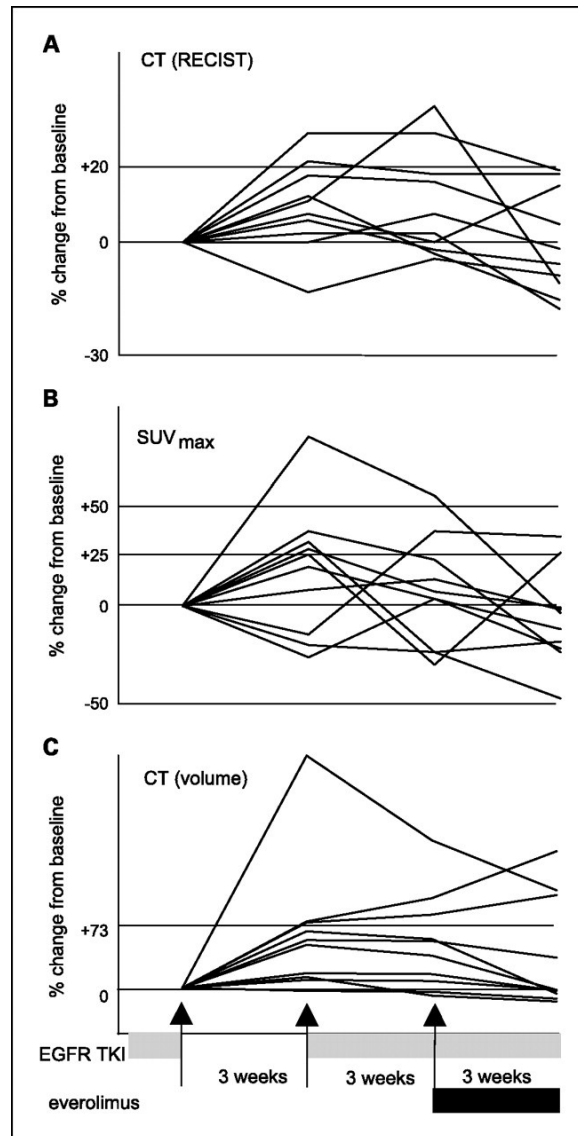 A
CT (RECIST)
% change from baseline
+20
0
-30
B
SUVmax
% change from baseline
+50
+25
0
-50
C
CT (volume)
% change from baseline
+73
0
EGFR TKI
3 weeks 3 weeks 3 weeks
everolimus